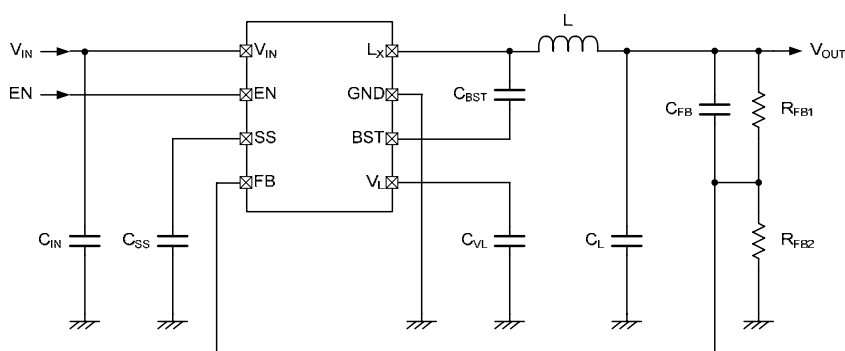 L
VIN
VIN
LX
VOUT
EN
EN
GND
CBST
CFB
RFB1
SS
BST
FB
VL
CIN
CSS
CVL
CL
RFB2